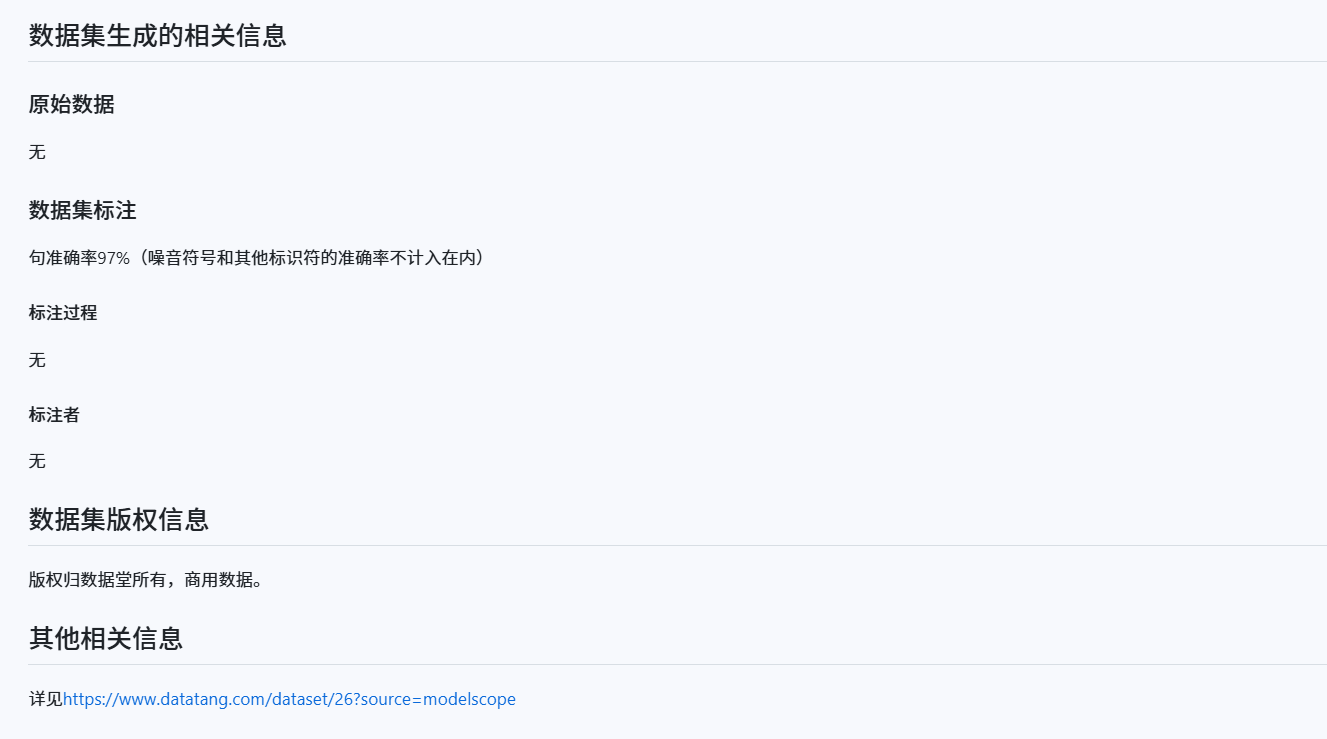 数据集生成的相关信息
原始数据
无
数据集标注
句准确率97%（噪音符号和其他标识符的准确率不计入在内）
标注过程
无
标注者
无
数据集版权信息
版权归数据堂所有，商用数据。
其他相关信息
详见https://www.datatang.com/dataset/26?source=modelscope